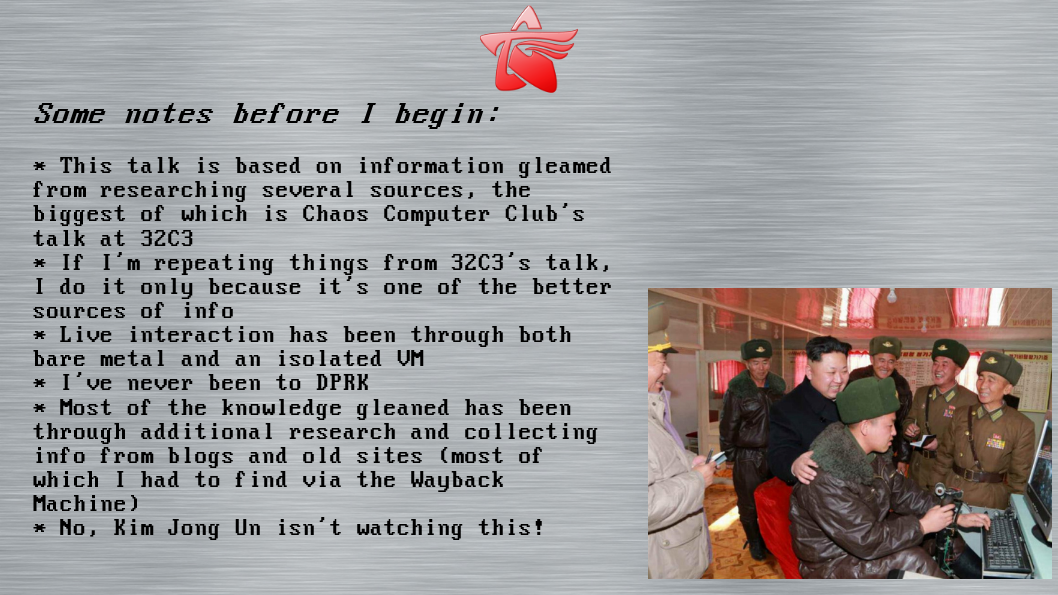 Some notes before I begin:
* This talk is based on information gleamed
from researching several sources, the
biggest of which is Chaos Computer Club's
talk at 32C3
* If I'm repeating things from 32C3's talk,
I do it only because it's one of the better
sources of info
* Live interaction has been through both
bare metal and an isolated VM
* I've never been to DPRK
* Most of the knowledge gleaned has been
through additional research and collecting
info from blogs and old sites (most of
which I had to find via the Wayback
Machine)
* No, Kim Jong Un isn't watching this!